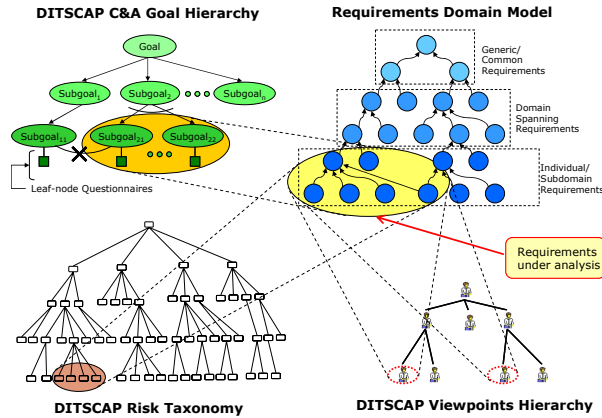 DITSCAP C&A Goal Hierarchy
Requirements Domain Model
Goal
Subgoal1
Subgoal2
Subgoaln
Subgoal11
Subgoal21
Subgoal22
Leaf-node Questionnaires
Generic/
Common
Requirements
Domain
Spanning
Requirements
Individual/
Subdomain
Requirements
Requirements
under analysis
DITSCAP Risk Taxonomy
DITSCAP Viewpoints Hierarchy